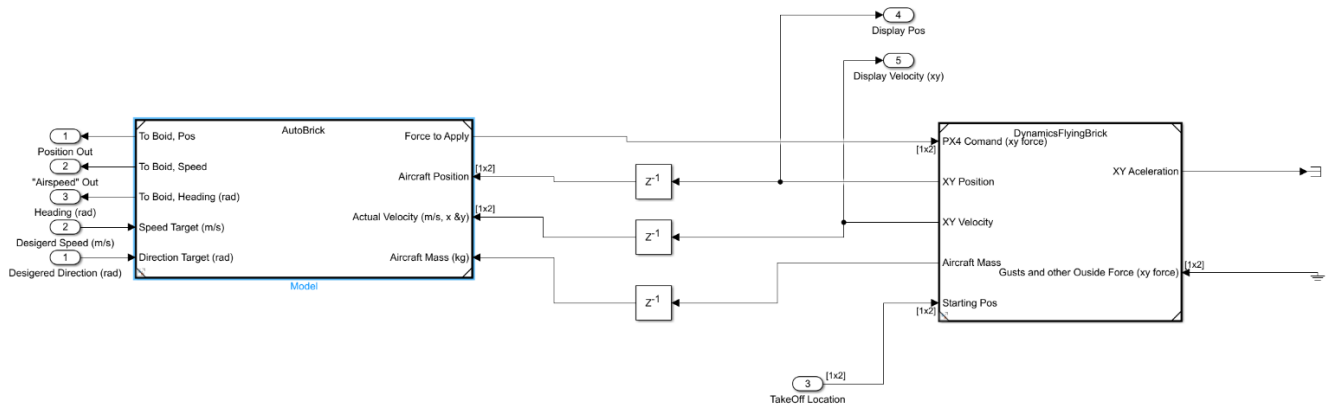 4
Display Pos
5
Display Velocity (xy)
AutoBrick
To Boid, Pos
Force to Apply
1
Position Out
To Boid, Speed
2
"Airspeed" Out
To Boid, Heading (rad)
3
Heading (rad)
Speed Target (m/s)
2
Desigerd Speed (m/s)
Direction Target (rad)
1
Desigered Direction (rad)
[1x2]
Aircraft Position
[1x2]
Actual Velocity (m/s, x &y)
Aircraft Mass (kg)
Model
Z-1
Z-1
Z-1
DynamicsFlyingBrick
PX4 Comand (xy force)
[1x2]
XY Position
XY Aceleration
XY Velocity
Aircraft Mass
Gusts and other Ouside Force (xy force)
[1x2]
Starting Pos
[1x2]
3
[1x2]
TakeOff Location